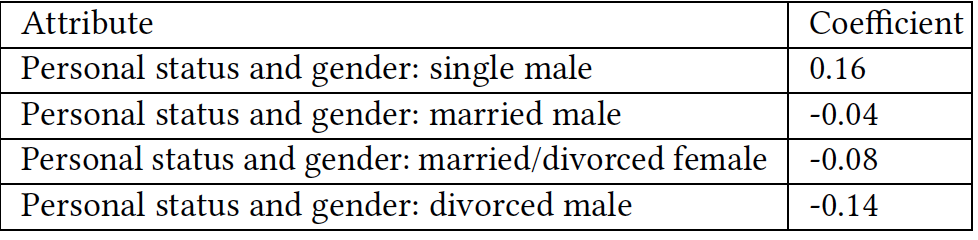 Attribute Coefficient
Personal status and gender: single male 0.16
Personal status and gender: married male -0.04
Personal status and gender: married/divorced female -0.08
Personal status and gender: divorced male -0.14